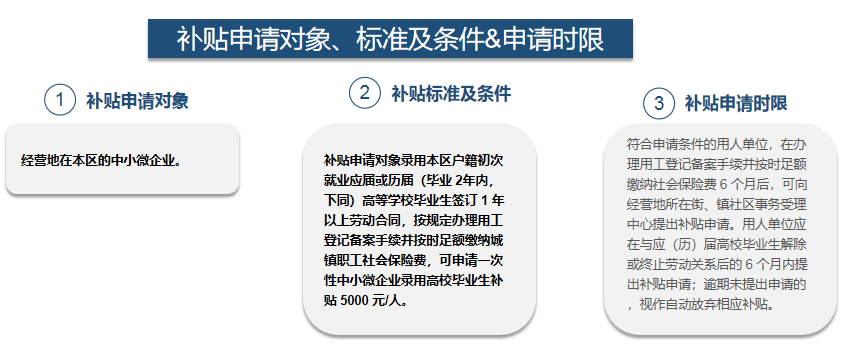 补贴申请对象、标准及条件&申请时限
1 补贴申请对象
经营地在本区的中小微企业。
2 补贴标准及条件
补贴申请对象录用本区户籍初次
就业应届或历届（毕业 2年内，
下同）高等学校毕业生签订 1 年
以上劳动合同，按规定办理用工
登记备案手续并按时足额缴纳城
镇职工社会保险费，可申请一次
性中小微企业录用高校毕业生补
贴 5000 元/人。
3 补贴申请时限
符合申请条件的用人单位，在办
理用工登记备案手续并按时足额
缴纳社会保险费 6 个月后，可向
经营地所在街、镇社区事务受理
中心提出补贴申请。用人单位应
在与应（历）届高校毕业生解除
或终止劳动关系后的 6 个月内提
出补贴申请；逾期未提出申请的
，视作自动放弃相应补贴。